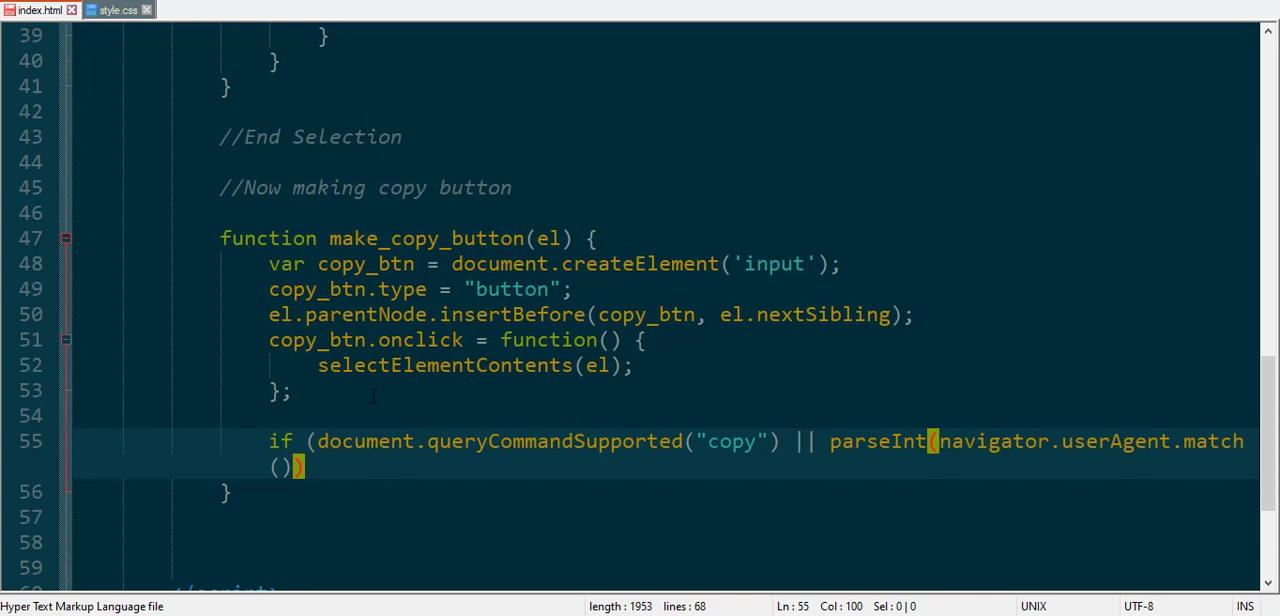 index.html style.css
39 }
40 }
41 }
42
43 //End Selection
44
45 //Now making copy button
46
47 function make_copy_button(el) {
48 var copy_btn = document.createElement('input');
49 copy_btn.type = "button";
50 el.parentNode.insertBefore(copy_btn, el.nextSibling);
51 copy_btn.onclick = function() {
52 selectElementContents(el);
53 };
54
55 if (document.queryCommandSupported("copy") || parseInt(navigator.userAgent.match
())
56 }
57
58
59
60 </script>
Hyper Text Markup Language file length : 1953 lines : 68 Ln : 55 Col : 100 Sel : 0 | 0 UNIX UTF-8 INS